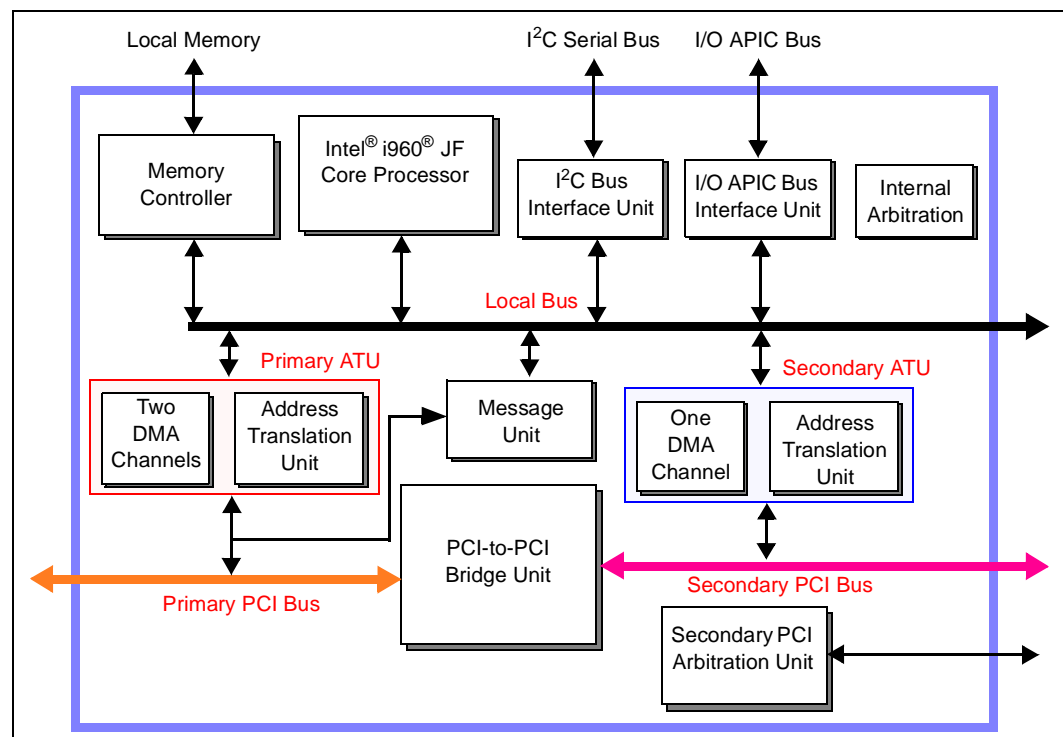 Local Memory
I²C Serial Bus
I/O APIC Bus
Memory
Controller
Intel® i960® JF
Core Processor
I²C Bus
Interface Unit
I/O APIC Bus
Interface Unit
Internal
Arbitration
Local Bus
Primary ATU
Secondary ATU
Two
DMA
Channels
Address
Translation
Unit
Message
Unit
One
DMA
Channel
Address
Translation
Unit
PCI-to-PCI
Bridge Unit
Primary PCI Bus
Secondary PCI Bus
Secondary PCI
Arbitration Unit